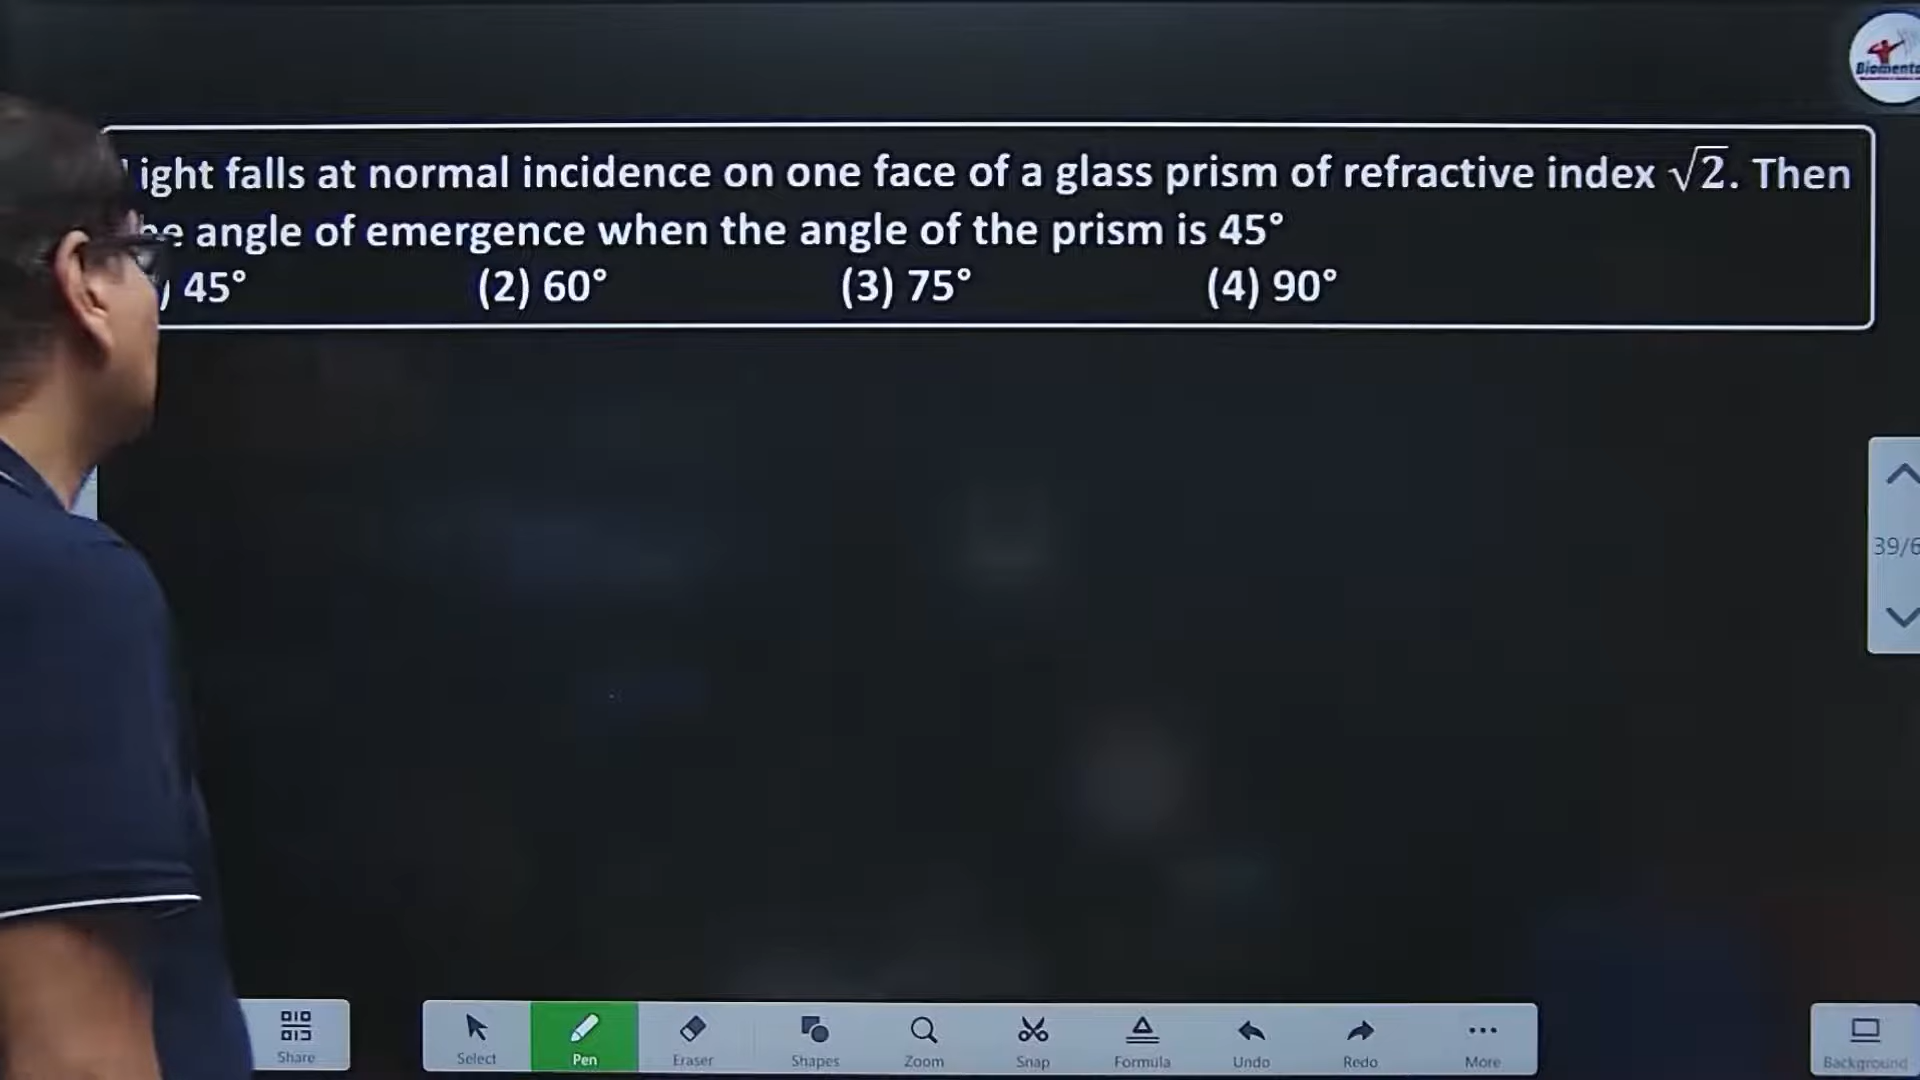 ight falls at normal incidence on one face of a glass prism of refractive index √2. Then
angle of emergence when the angle of the prism is 45°
) 45° (2) 60° (3) 75° (4) 90°
39/6
Share
Select
Pen
Eraser
Shapes
Zoom
Snap
Formula
Undo
Redo
More
Background